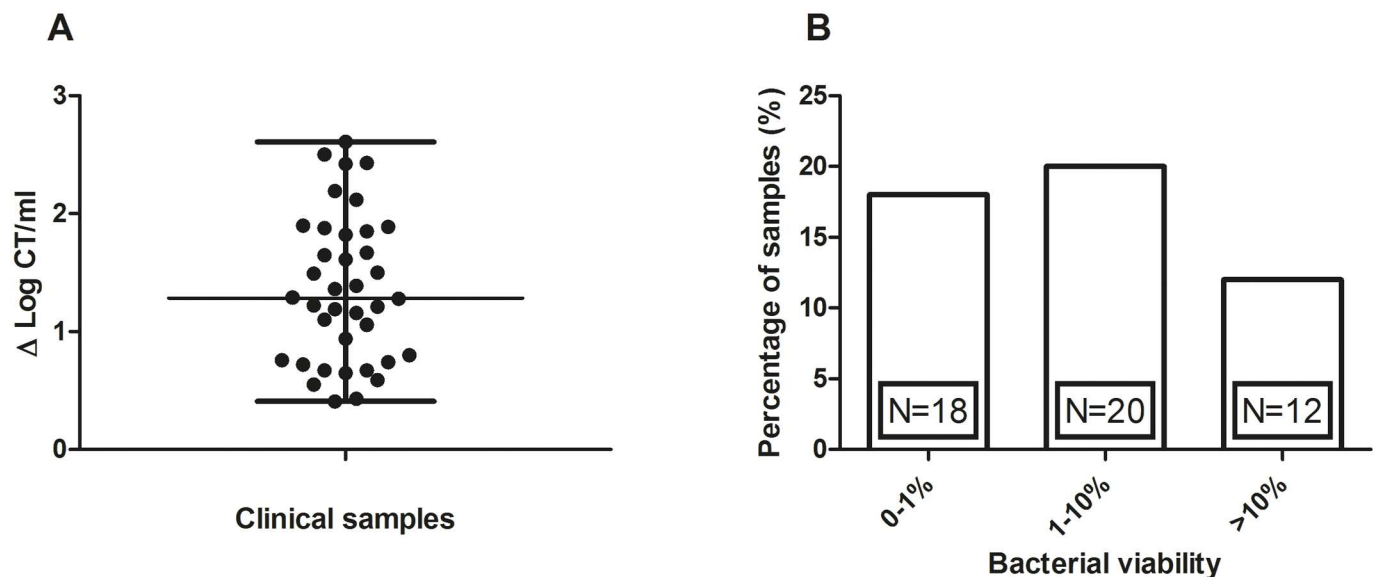 A
Δ Log CT/ml
3
2
1
0
Clinical samples
B
Percentage of samples (%)
25
20
15
10
5
0
N=18
N=20
N=12
0-1%
1-10%
>10%
Bacterial viability